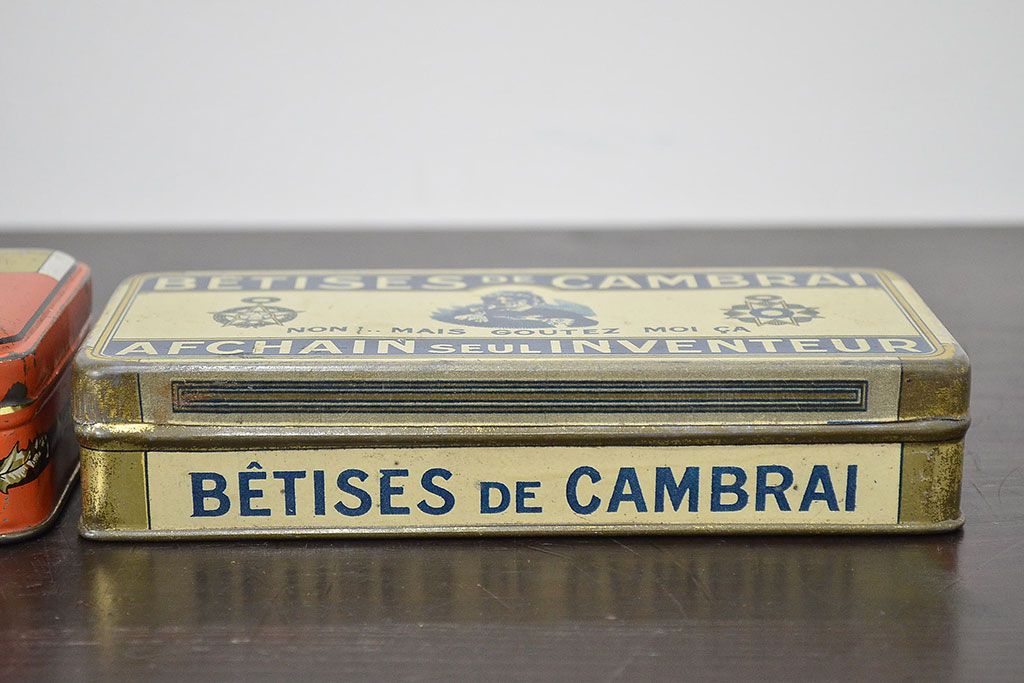 BÊTISES DE CAMBRAI
NON!... MAIS GOUTEZ MOI ÇA
AFCHAIN SEUL INVENTEUR
BÊTISES DE CAMBRAI